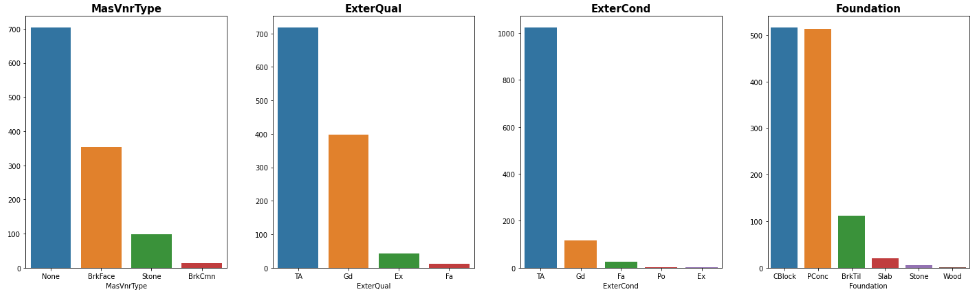 MasVnrType
700
600
500
400
300
200
100
0
None BrkFace Stone BrkCmn
MasVnrType
ExterQual
700
600
500
400
300
200
100
0
TA Gd Ex Fa
ExterQual
ExterCond
1000
800
600
400
200
0
TA Gd Fa Po Ex
ExterCond
Foundation
500
400
300
200
100
0
CBlock PConc BrkTil Slab Stone Wood
Foundation